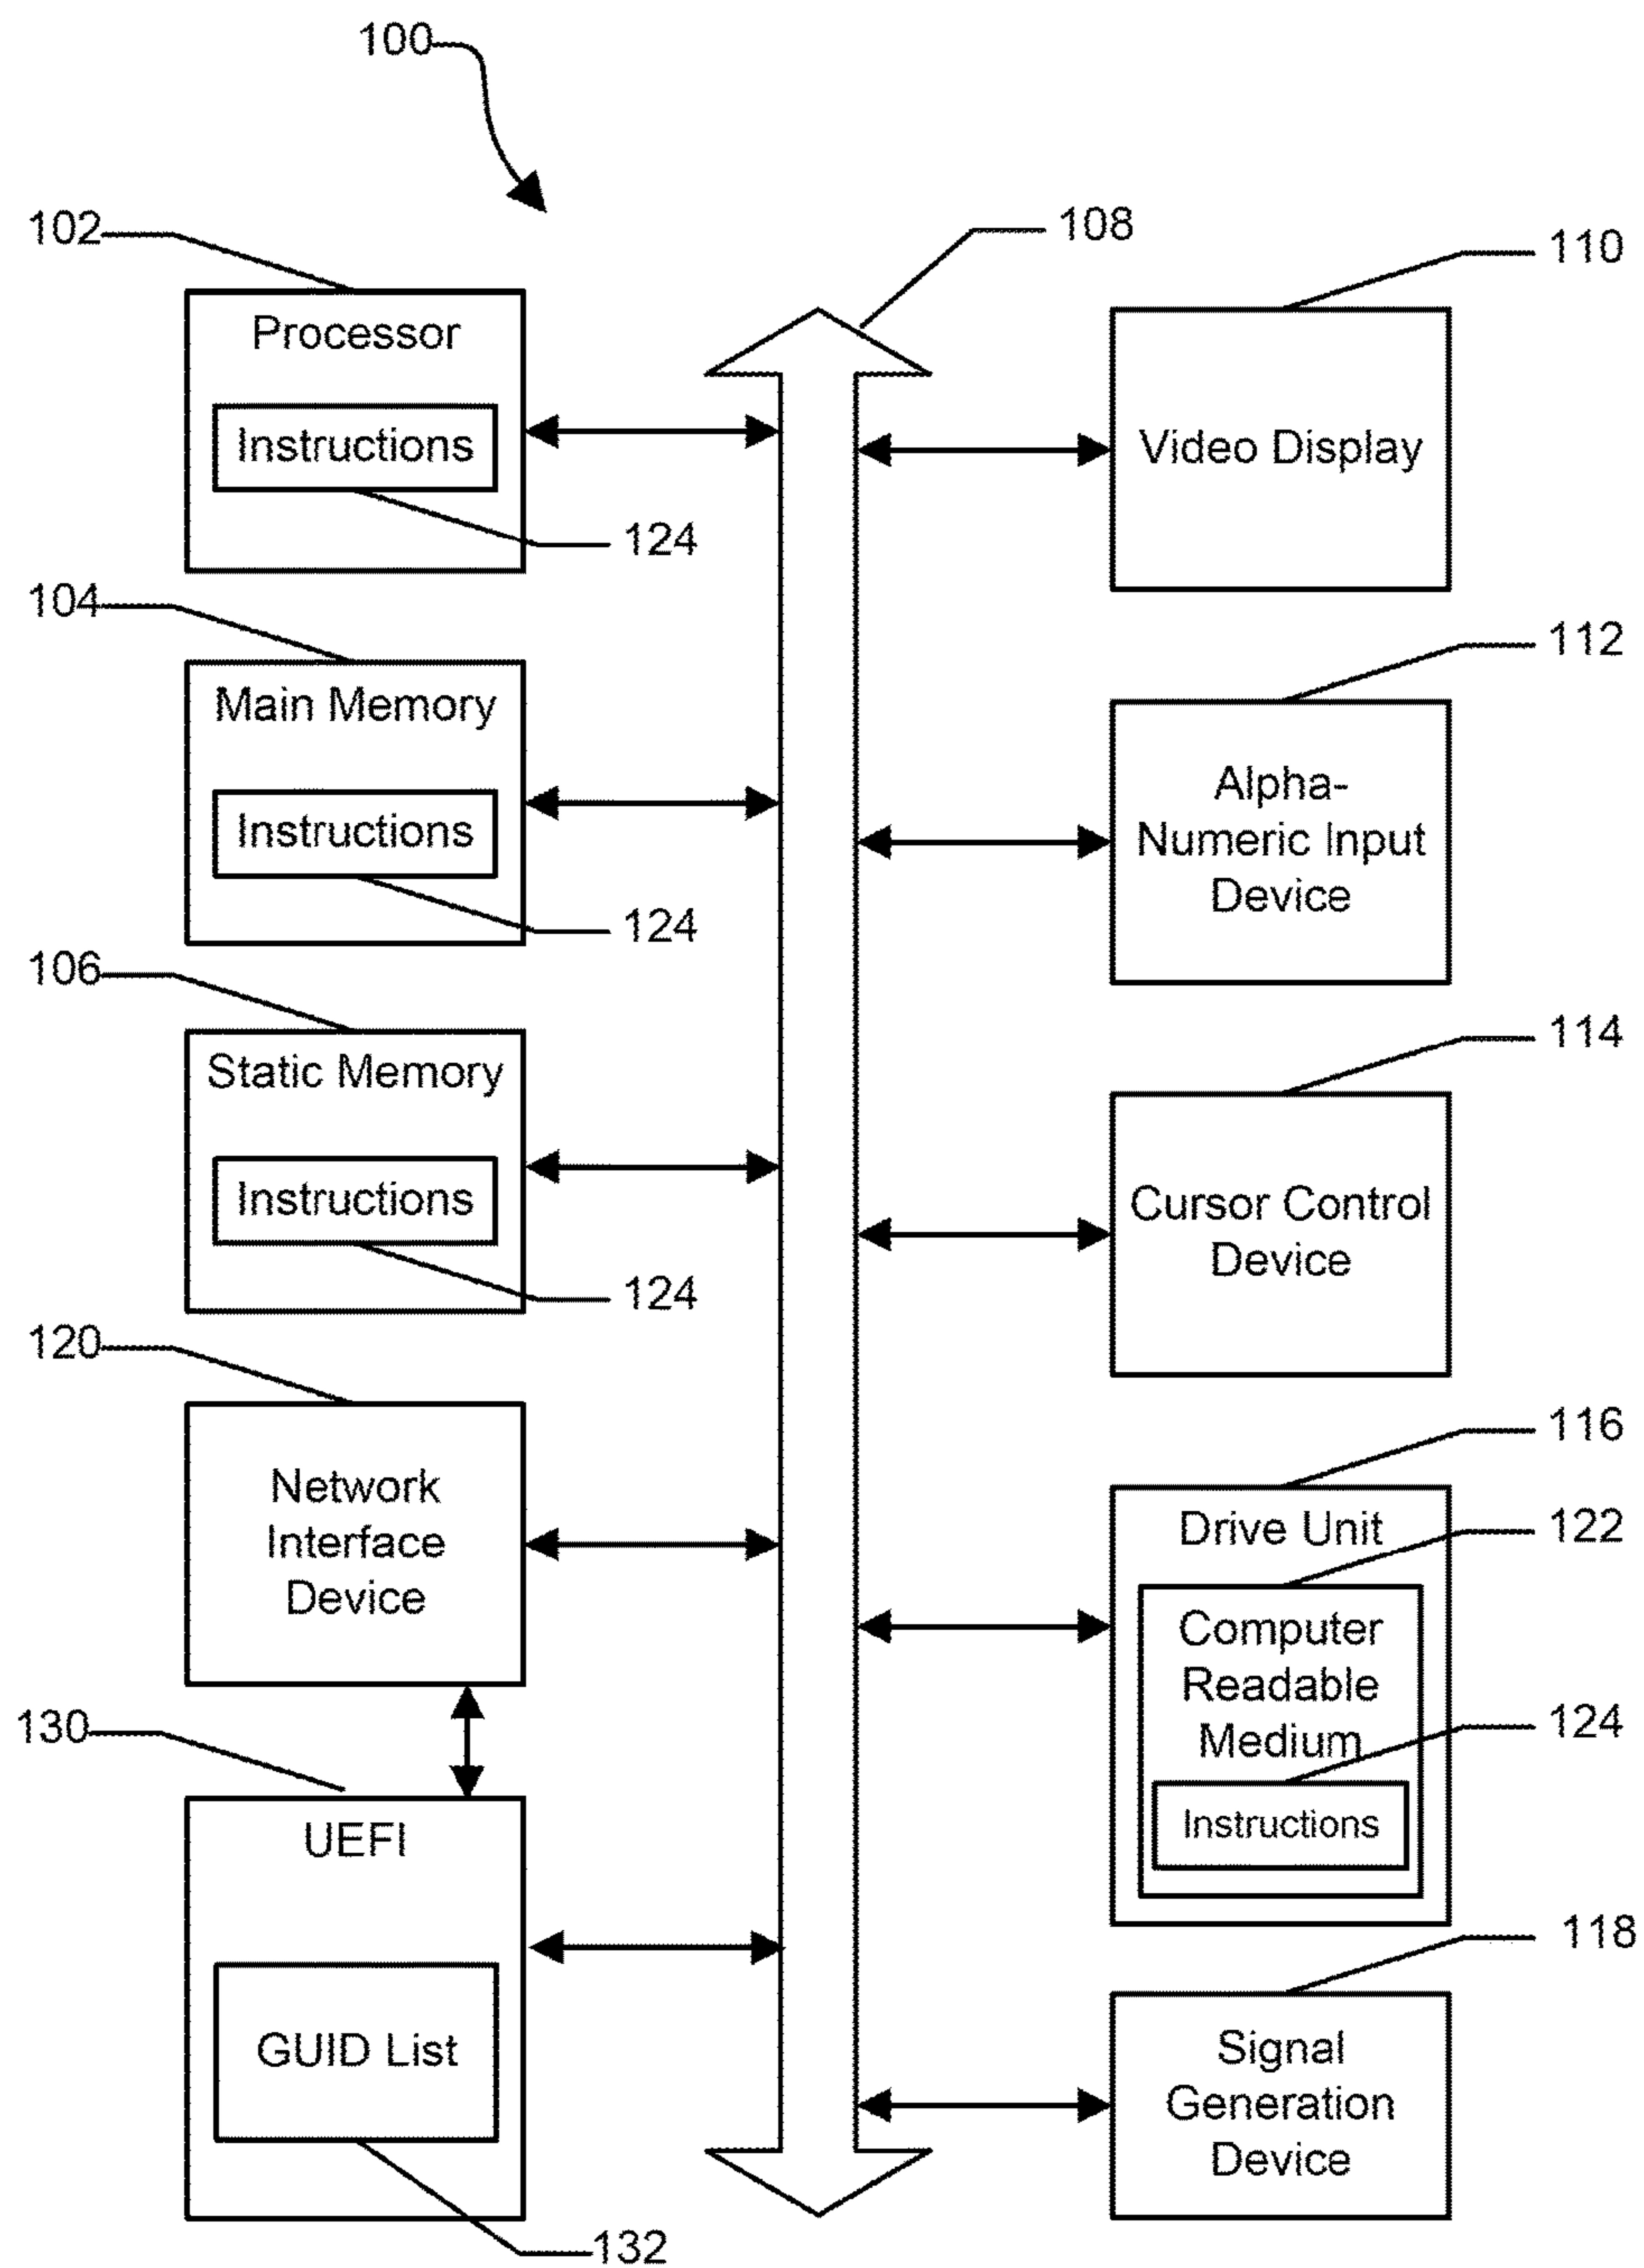 100
102
108
110
Processor
Instructions
Video Display
124
104
112
Main Memory
Alpha-
Numeric Input
Device
Instructions
124
106
114
Static Memory
Instructions
Cursor Control
Device
124
120
116
Network
Interface
Device
Drive Unit
122
Computer
Readable
Medium
124
Instructions
130
UEFI
GUID List
118
Signal
Generation
Device
132